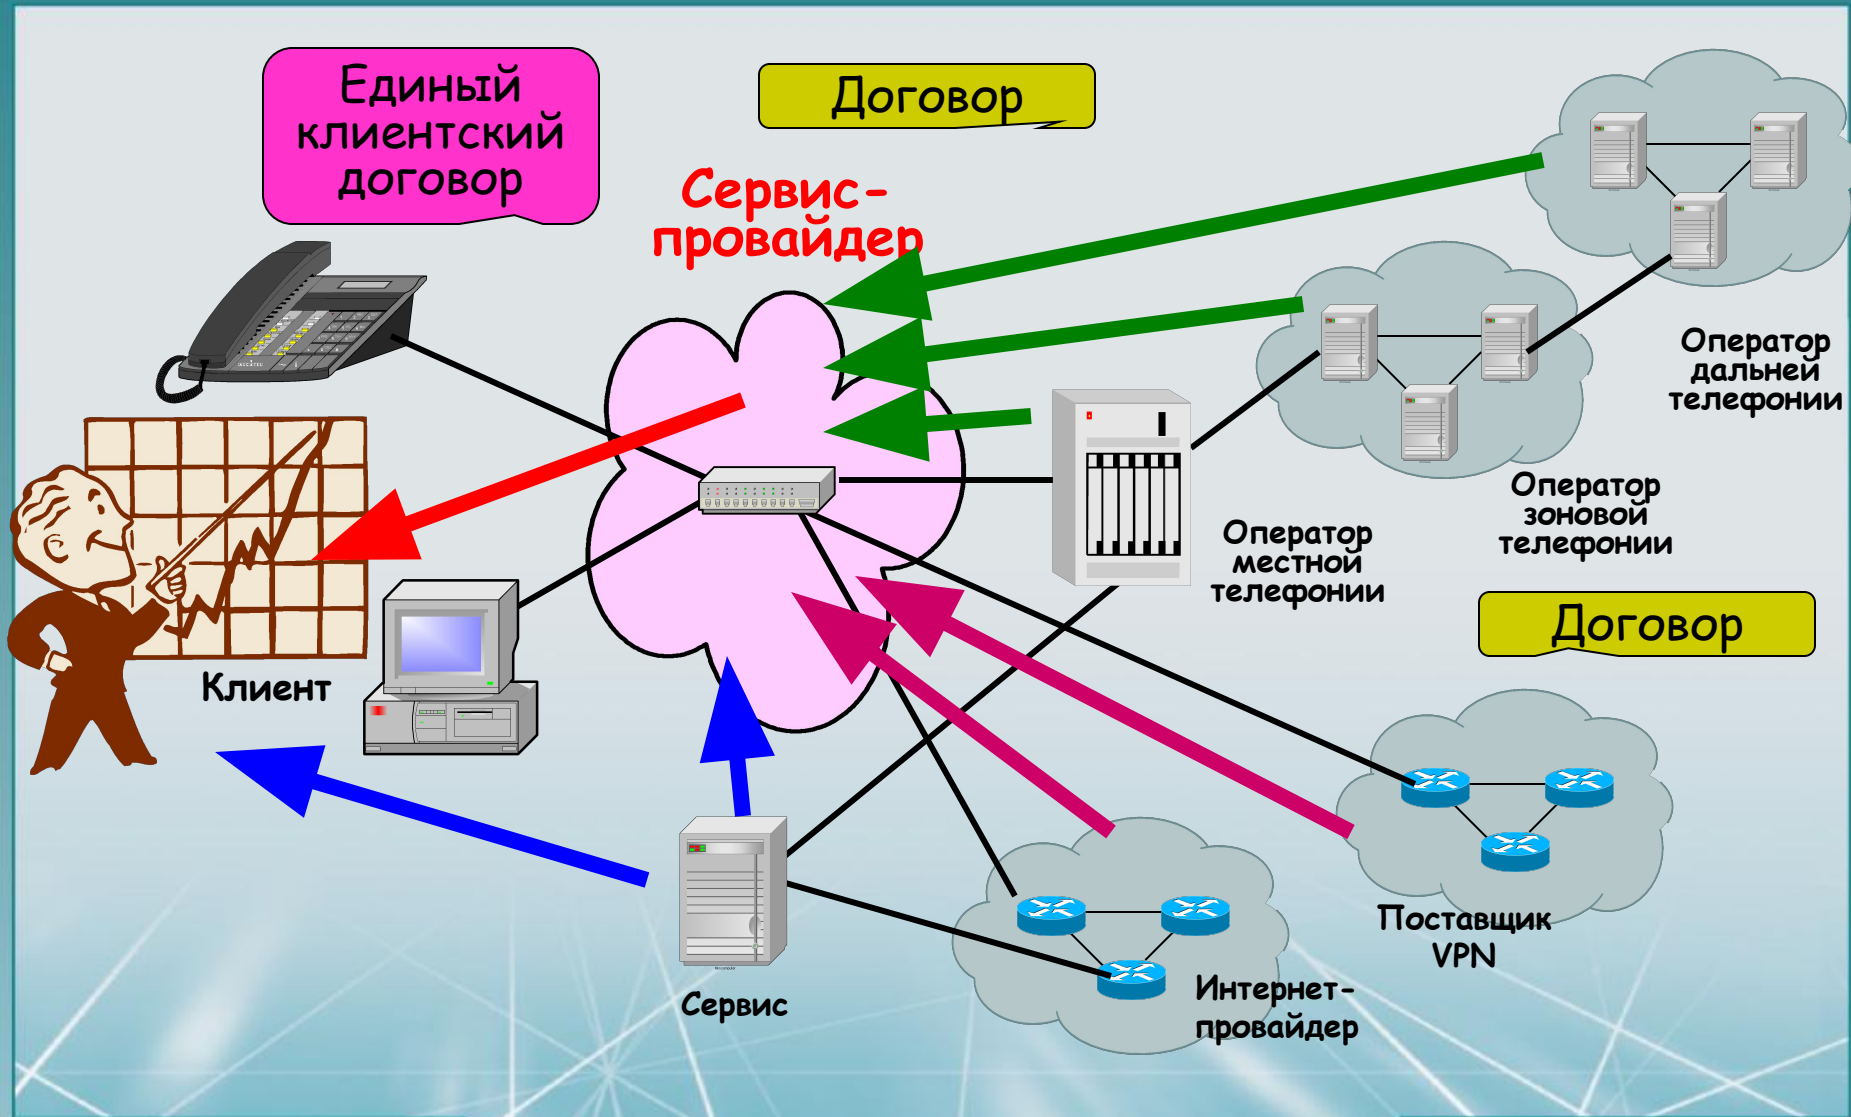 Единый
клиентский
договор
Договор
Сервис-
провайдер
Оператор
дальней
телефонии
Оператор
зоновой
телефонии
Оператор
местной
телефонии
Договор
Клиент
Поставщик
VPN
Интернет-
провайдер
Сервис